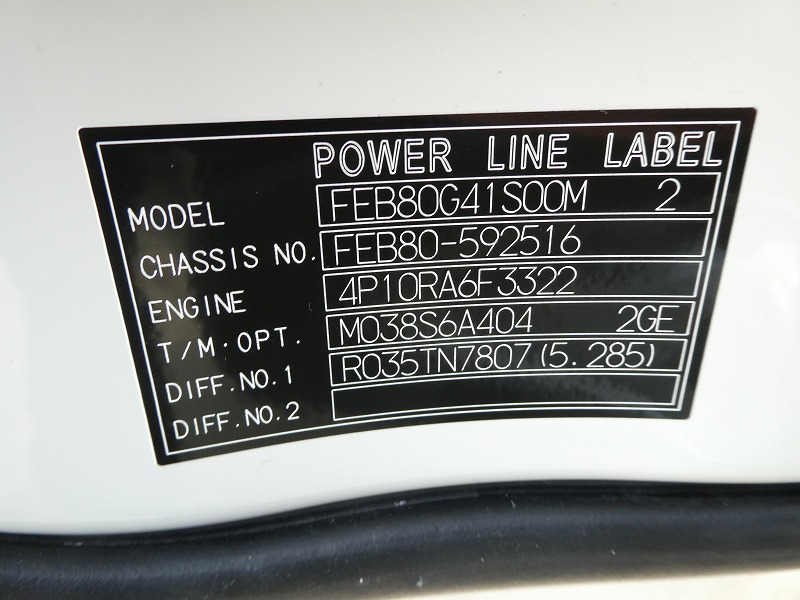 POWER LINE LABEL
MODEL FEB80G41S00M 2
CHASSIS NO. FEB80-592516
ENGINE 4P10RA6F3322
T/M·OPT. M038S6A404 2GE
DIFF.NO.1 R035TN7807(5.285)
DIFF.NO.2